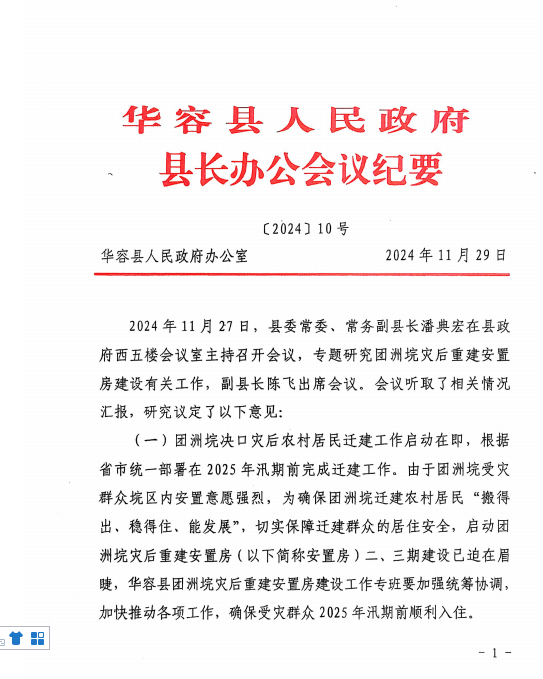 华容县人民政府
县长办公会议纪要
〔2024〕10号
华容县人民政府办公室 2024年11月29日
2024年11月27日，县委常委、常务副县长潘典宏在县政
府西五楼会议室主持召开会议，专题研究团洲垸灾后重建安置
房建设有关工作，副县长陈飞出席会议。会议听取了相关情况
汇报，研究议定了以下意见：
（一）团洲垸决口灾后农村居民迁建工作启动在即，根据
省市统一部署在2025年汛期前完成迁建工作。由于团洲垸受灾
群众垸区内安置意愿强烈，为确保团洲垸迁建农村居民“搬得
出、稳得住、能发展”，切实保障迁建群众的居住安全，启动团
洲垸灾后重建安置房（以下简称安置房）二、三期建设已迫在眉
睫，华容县团洲垸灾后重建安置房建设工作专班要加强统筹协调，
加快推动各项工作，确保受灾群众2025年汛期前顺利入住。
- 1 -